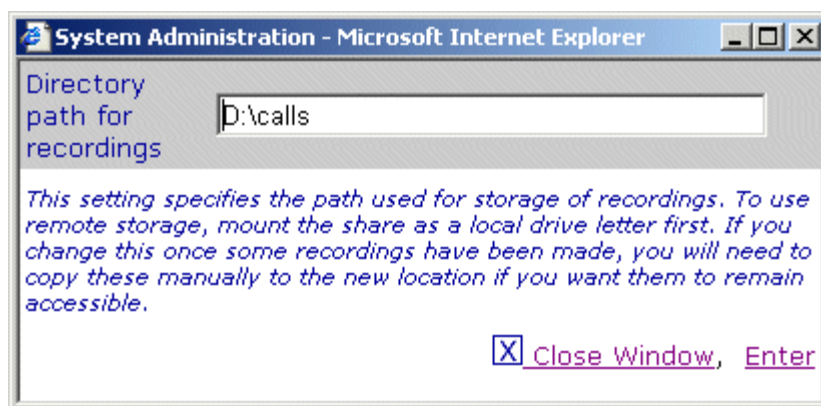 System Administration - Microsoft Internet Explorer
Directory
path for
recordings
D:\calls
This setting specifies the path used for storage of recordings. To use
remote storage, mount the share as a local drive letter first. If you
change this once some recordings have been made, you will need to
copy these manually to the new location if you want them to remain
accessible.
X Close Window, Enter